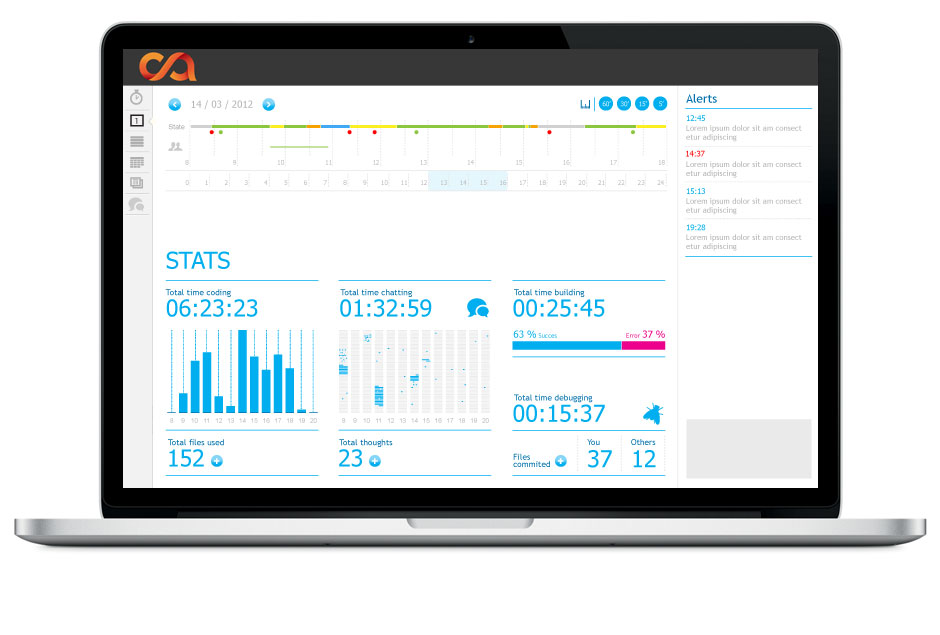 14 / 03 / 2012
60' 30' 15' 5'
State
8 9 10 11 12 13 14 15 16 17 18
0 1 2 3 4 5 6 7 8 9 10 11 12 13 14 15 16 17 18 19 20 21 22 23 24
1
Alerts
12:45
Lorem ipsum dolor sit am consect
etur adipiscing
14:37
Lorem ipsum dolor sit am consect
etur adipiscing
15:13
Lorem ipsum dolor sit am consect
etur adipiscing
19:28
Lorem ipsum dolor sit am consect
etur adipiscing
STATS
Total time coding
06:23:23
8 9 10 11 12 13 14 15 16 17 18 19 20
Total files used
152
Total time chatting
01:32:59
9 10 11 12 13 14 15 16 17 18 19 20
Total thoughts
23
Total time building
00:25:45
63 % Succes Error 37 %
Total time debugging
00:15:37
Files
commited
You
37
Others
12